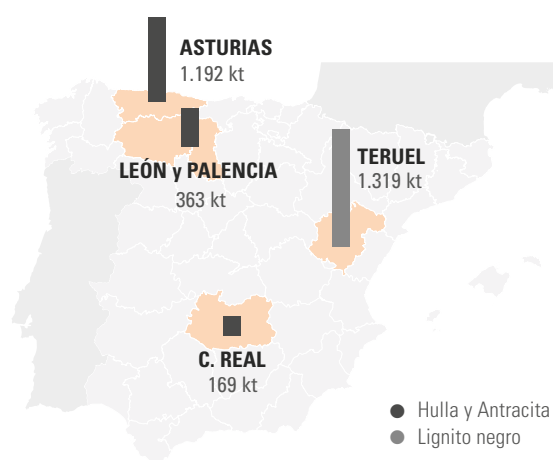 ASTURIAS
1.192 kt
LEÓN y PALENCIA
363 kt
TERUEL
1.319 kt
C. REAL
169 kt
Hulla y Antracita
Lignito negro